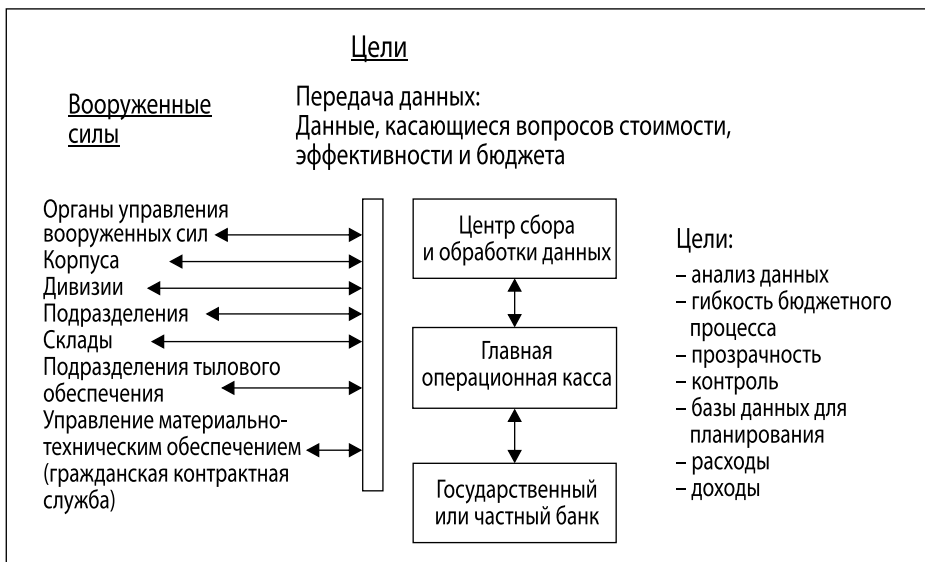 Цели
Вооруженные
силы
Передача данных:
Данные, касающиеся вопросов стоимости,
эффективности и бюджета
Органы управления
вооруженных сил
Корпуса
Дивизии
Подразделения
Склады
Подразделения тылового
обеспечения
Управление материально-
техническим обеспечением
(гражданская контрактная
служба)
Центр сбора
и обработки данных
Главная
операционная касса
Государственный
или частный банк
Цели:
– анализ данных
– гибкость бюджетного
процесса
– прозрачность
– контроль
– базы данных для
планирования
– расходы
– доходы